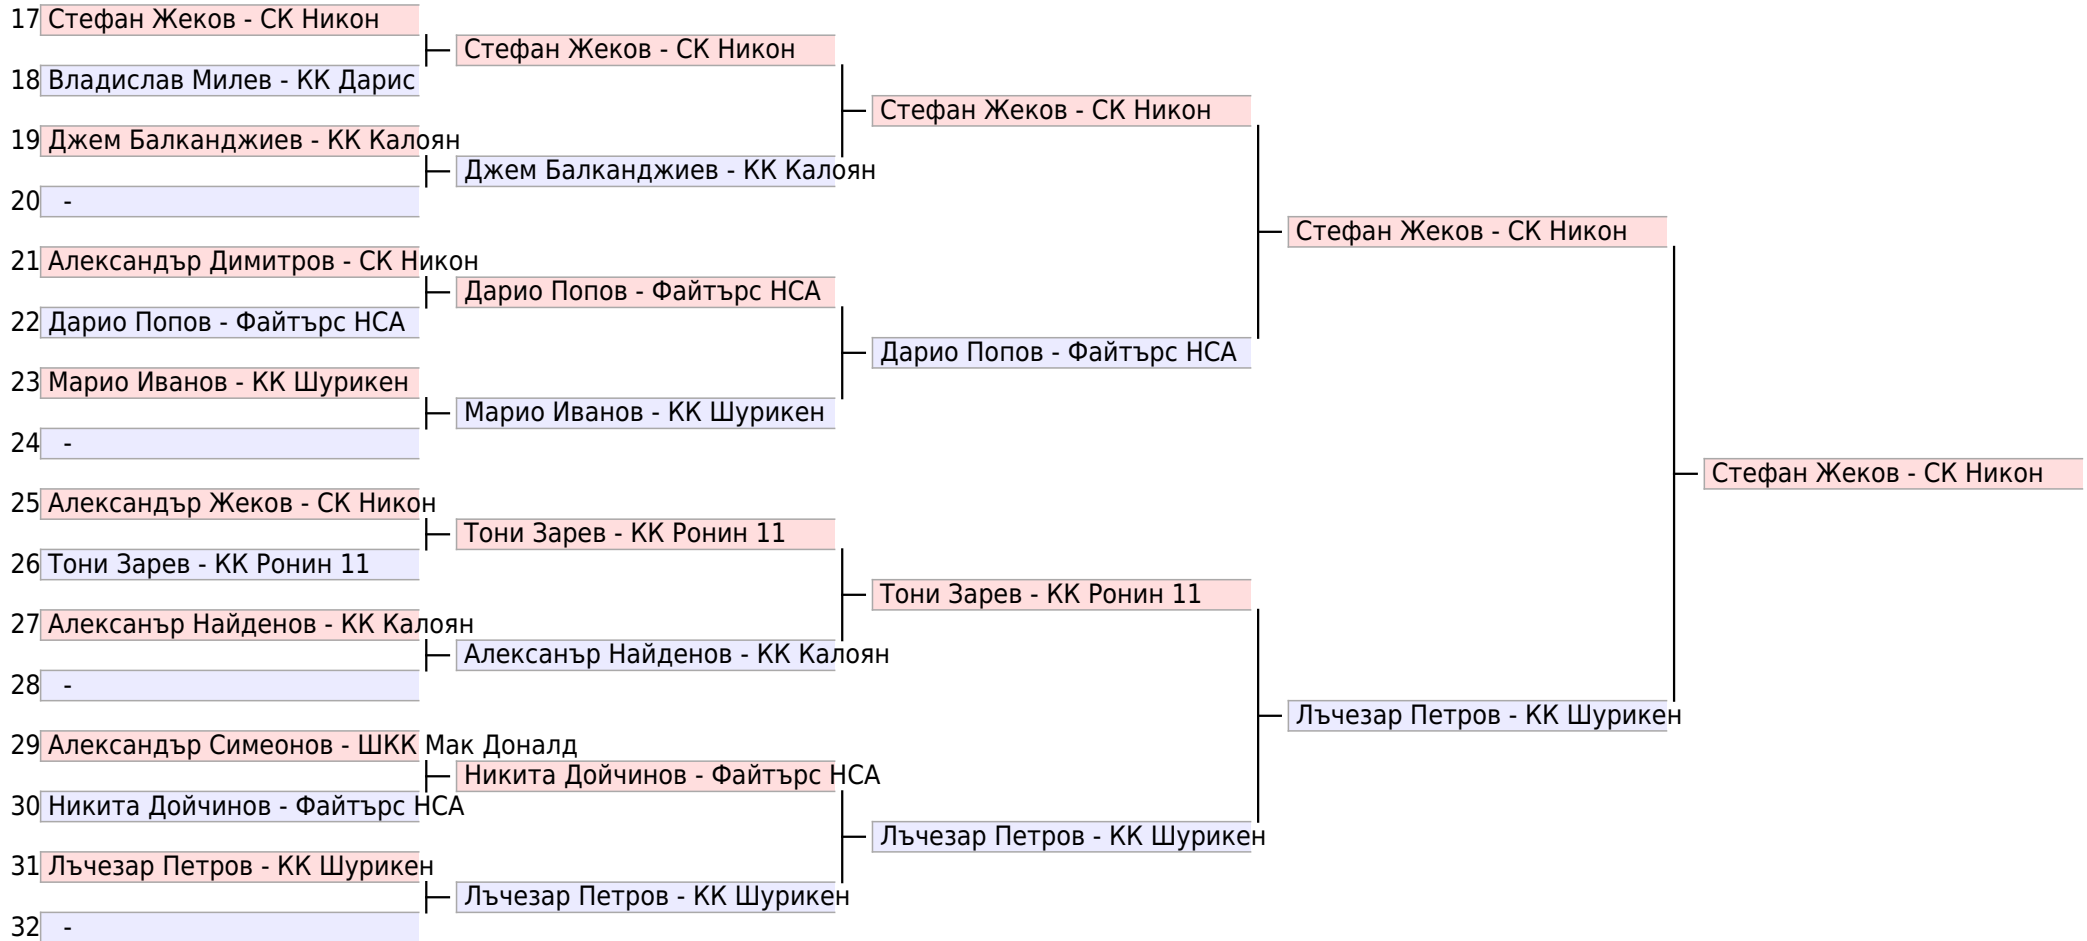 17 Стефан Жеков - СК Никон
Стефан Жеков - СК Никон
18 Владислав Милев - КК Дарис
Стефан Жеков - СК Никон
19 Джем Балканджиев - КК Калоян
Джем Балканджиев - КК Калоян
20 -
Стефан Жеков - СК Никон
21 Александър Димитров - СК Никон
Дарио Попов - Файтърс НСА
22 Дарио Попов - Файтърс НСА
Дарио Попов - Файтърс НСА
23 Марио Иванов - КК Шурикен
Марио Иванов - КК Шурикен
24 -
Стефан Жеков - СК Никон
25 Александър Жеков - СК Никон
Тони Зарев - КК Ронин 11
26 Тони Зарев - КК Ронин 11
Тони Зарев - КК Ронин 11
27 Алексанър Найденов - КК Калоян
Алексанър Найденов - КК Калоян
28 -
Лъчезар Петров - КК Шурикен
29 Александър Симеонов - ШКК Мак Доналд
Никита Дойчинов - Файтърс НСА
30 Никита Дойчинов - Файтърс НСА
Лъчезар Петров - КК Шурикен
31 Лъчезар Петров - КК Шурикен
Лъчезар Петров - КК Шурикен
32 -